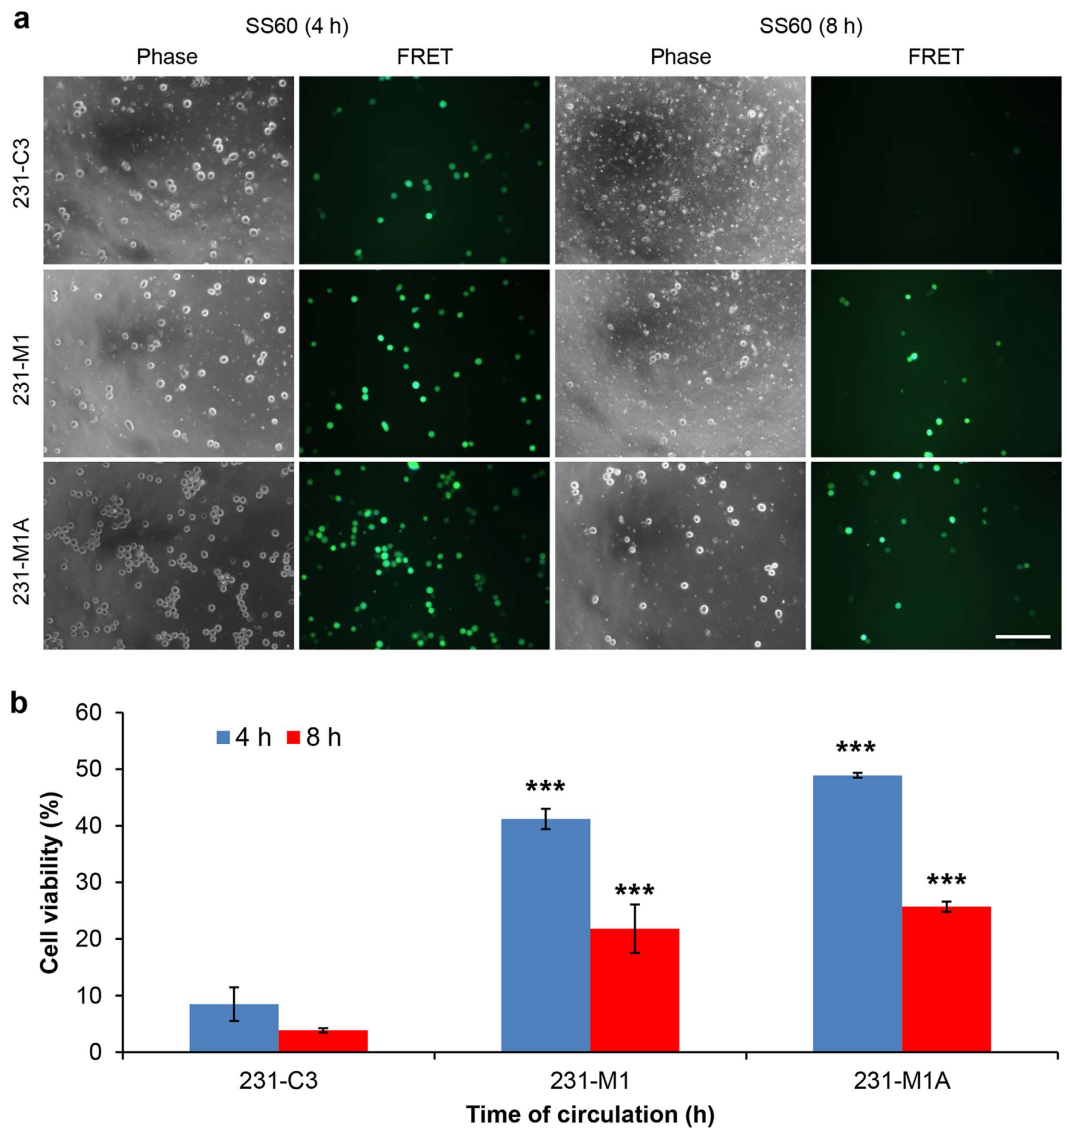 a
SS60 (4 h)
SS60 (8 h)
Phase
FRET
Phase
FRET
231-C3
231-M1
231-M1A
b
60
50
40
30
20
10
0
Cell viability (%)
4 h
8 h
***
***
***
***
231-C3
231-M1
231-M1A
Time of circulation (h)